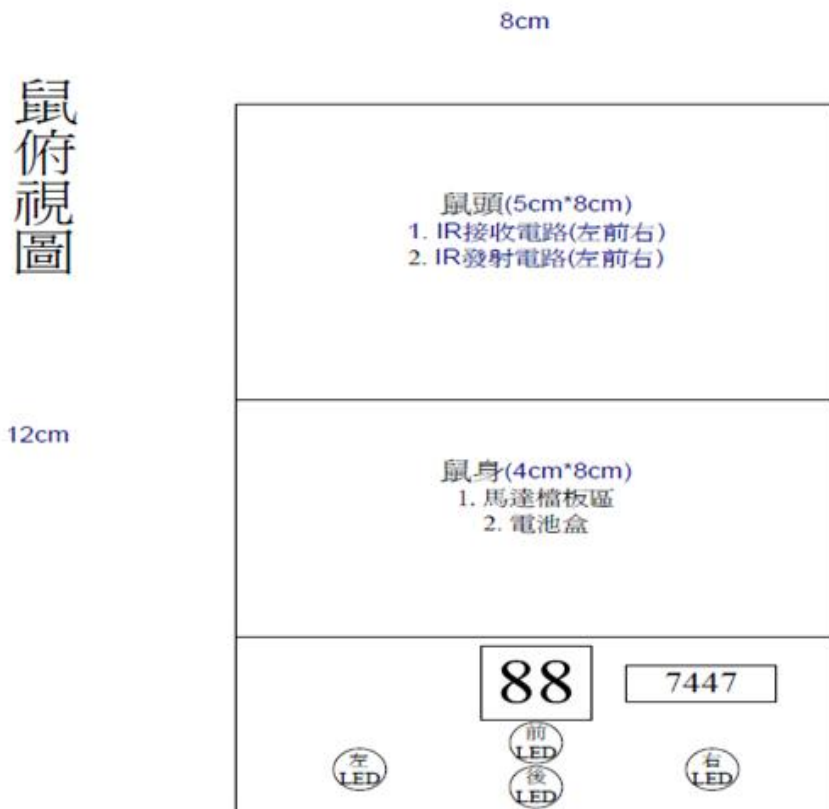 8cm
鼠俯視圖
鼠頭(5cm*8cm)
1. IR接收電路(左前右)
2. IR發射電路(左前右)
12cm
鼠身(4cm*8cm)
1. 馬達檔板區
2. 電池盒
88
7447
前
LED
左
LED
後
LED
右
LED